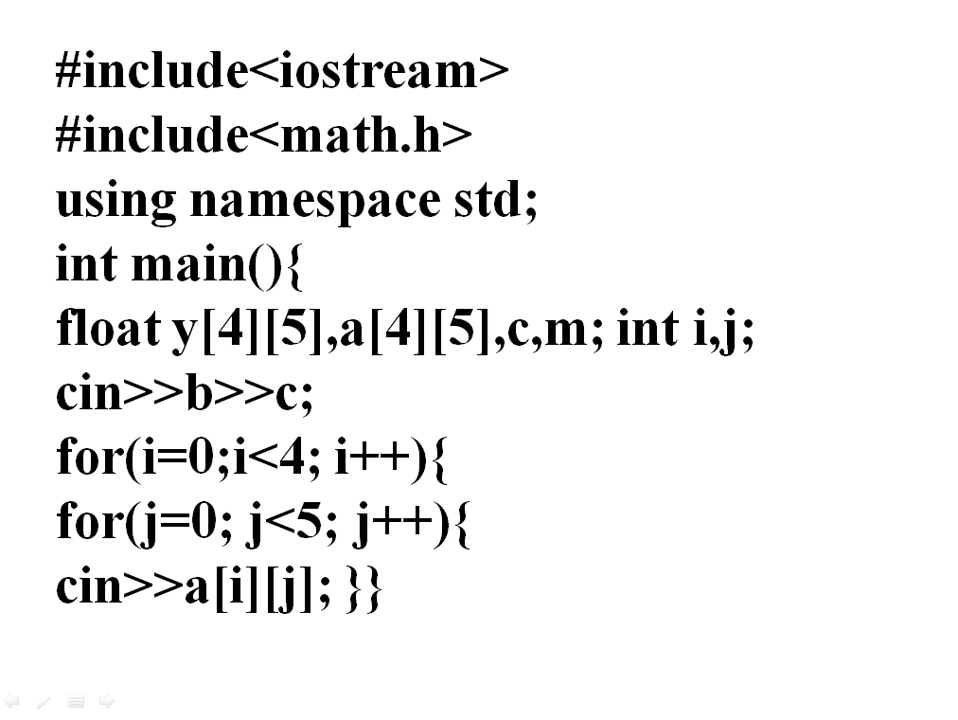 #include<iostream>
#include<math.h>
using namespace std;
int main(){
float y[4][5],a[4][5],c,m; int i,j;
cin>>b>>c;
for(i=0;i<4; i++){
for(j=0; j<5; j++){
cin>>a[i][j]; }}